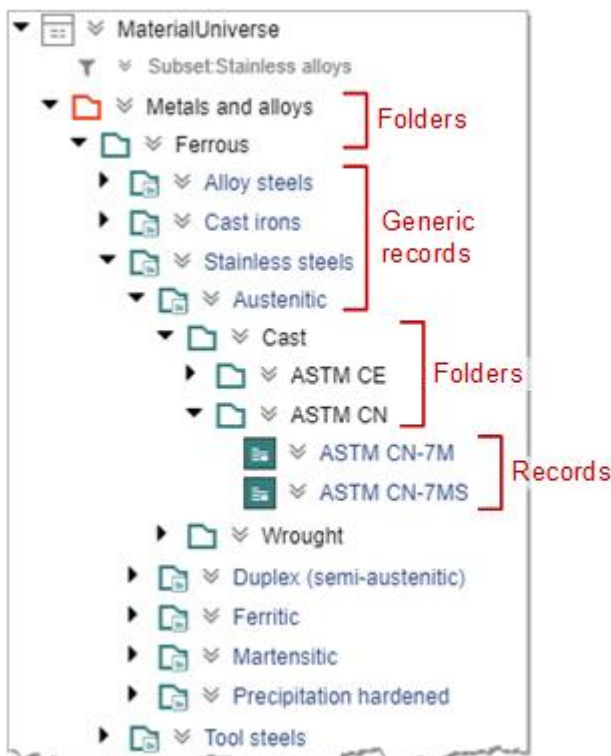 MaterialUniverse
Subset:Stainless alloys
Metals and alloys
Folders
Ferrous
Alloy steels
Cast irons
Generic
records
Stainless steels
Austenitic
Cast
ASTM CE
Folders
ASTM CN
ASTM CN-7M
Records
ASTM CN-7MS
Wrought
Duplex (semi-austenitic)
Ferritic
Martensitic
Precipitation hardened
Tool steels